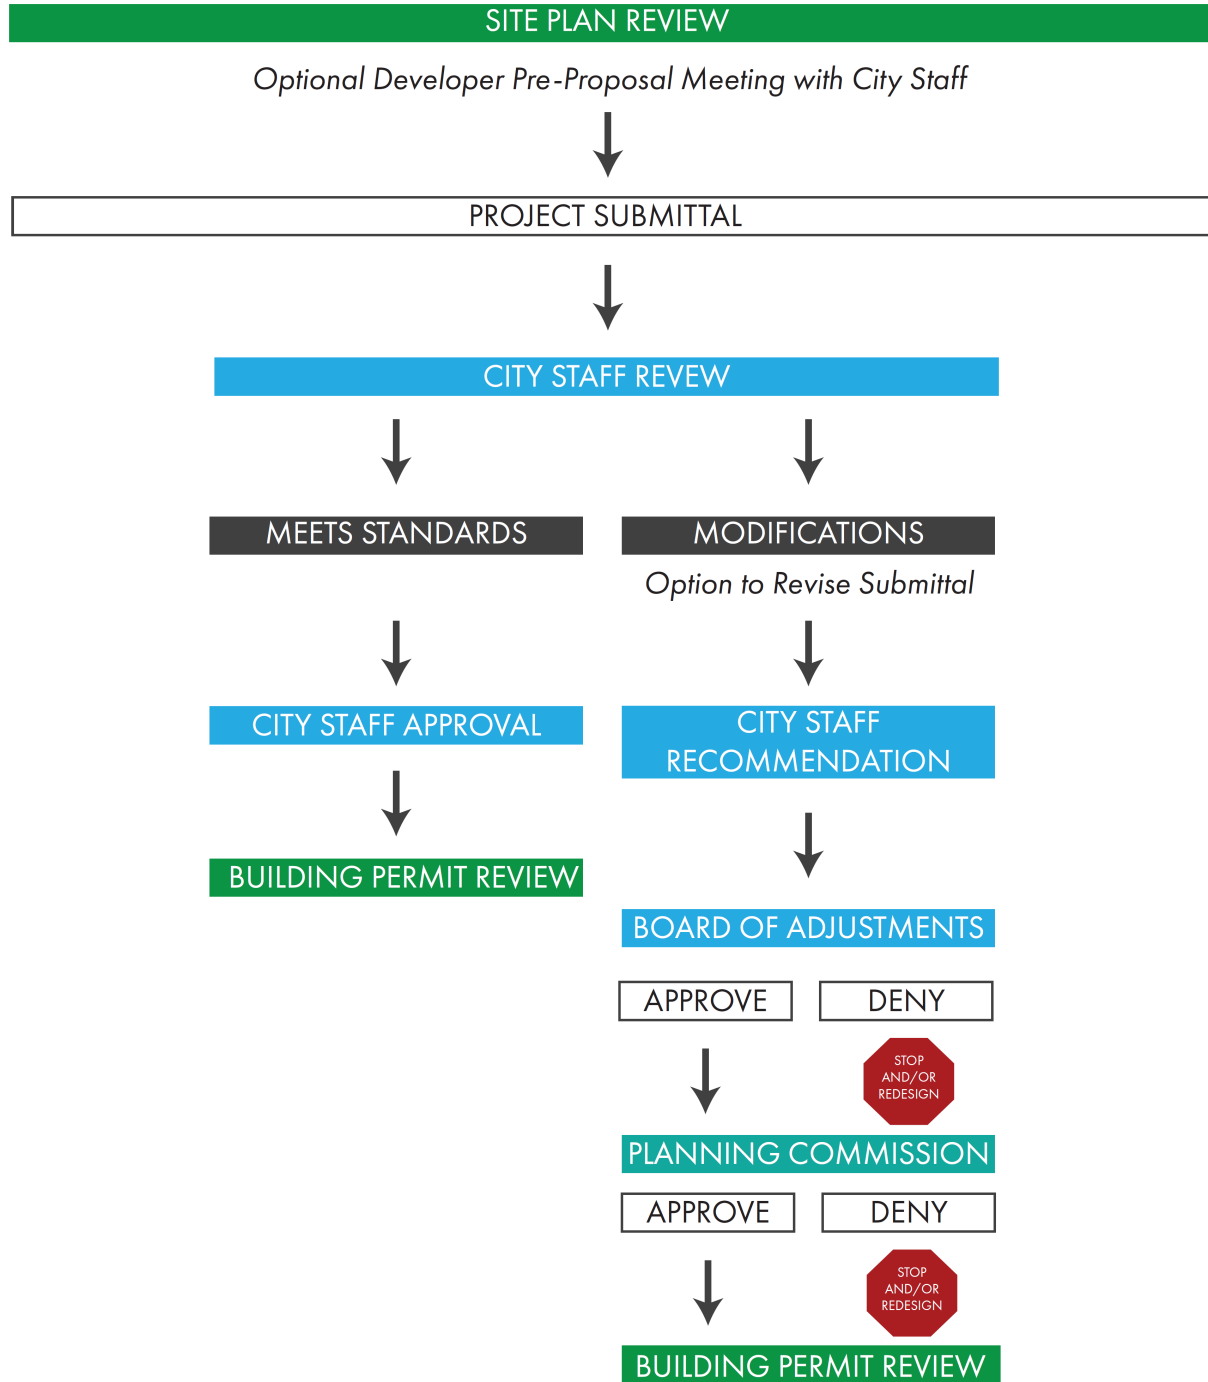 SITE PLAN REVIEW
Optional Developer Pre-Proposal Meeting with City Staff
PROJECT SUBMITTAL
CITY STAFF REVEW
MEETS STANDARDS
MODIFICATIONS
Option to Revise Submittal
CITY STAFF APPROVAL
CITY STAFF
RECOMMENDATION
BUILDING PERMIT REVIEW
BOARD OF ADJUSTMENTS
APPROVE
DENY
STOP
AND/OR
REDESIGN
PLANNING COMMISSION
APPROVE
DENY
STOP
AND/OR
REDESIGN
BUILDING PERMIT REVIEW